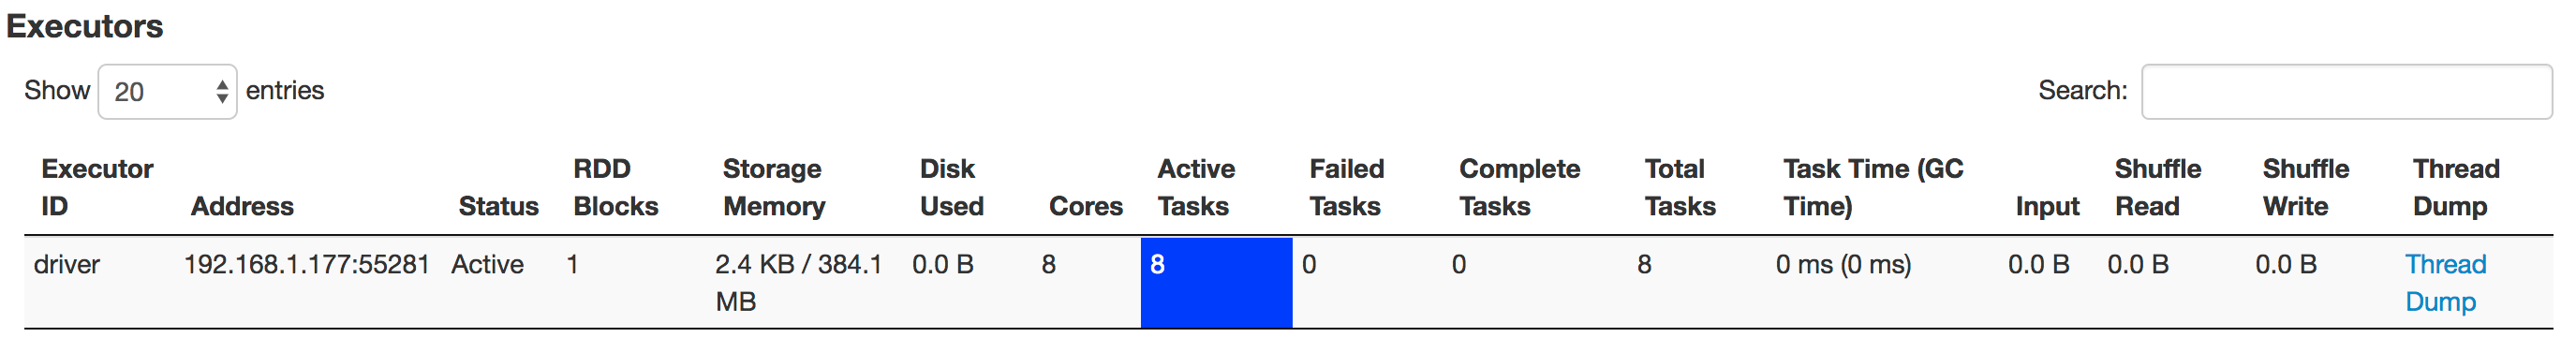 Executors
Show 20 entries Search:
Executor RDD Storage Disk Active Failed Complete Total Task Time (GC Shuffle Shuffle Thread
ID Address Status Blocks Memory Used Cores Tasks Tasks Tasks Tasks Time) Input Read Write Dump
driver 192.168.1.177:55281 Active 1 2.4 KB / 384.1 0.0 B 8 8 0 0 8 0 ms (0 ms) 0.0 B 0.0 B 0.0 B Thread
MB Dump